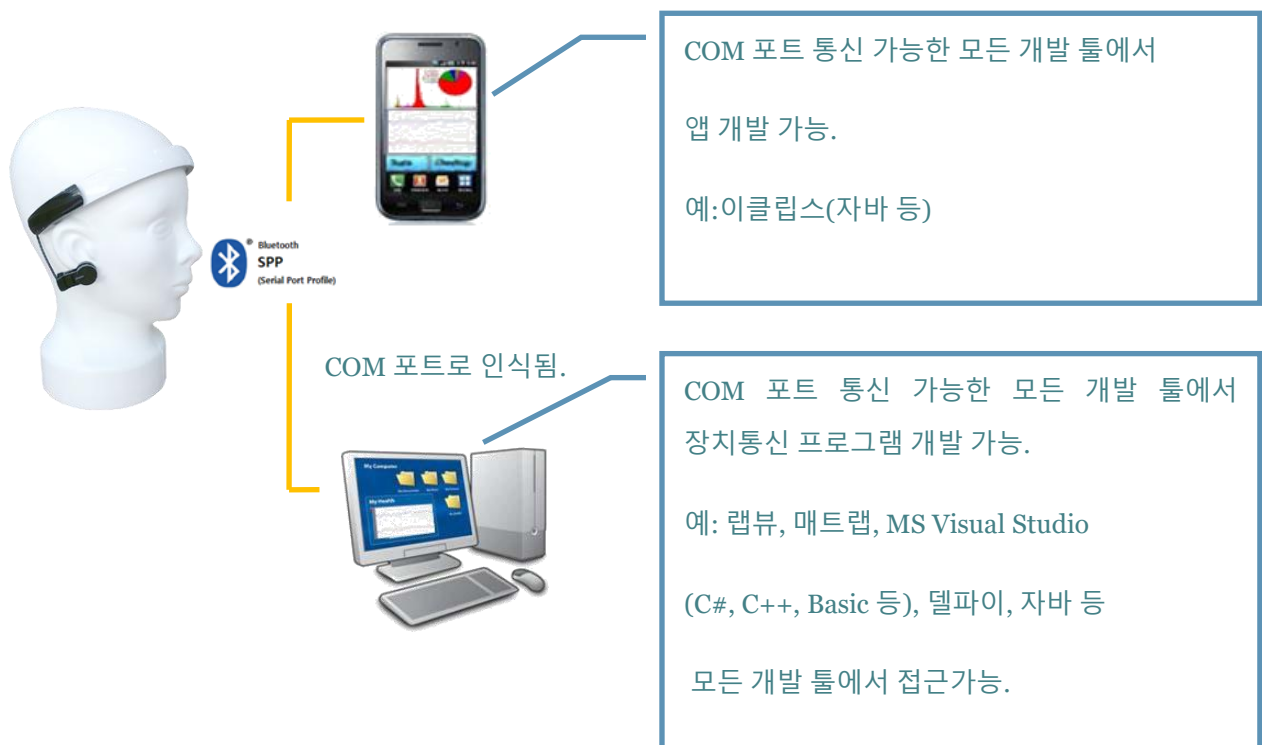 COM 포트 통신 가능한 모든 개발 툴에서
앱 개발 가능.
예:이클립스(자바 등)
® Bluetooth
SPP
(Serial Port Profile)
COM 포트로 인식됨.
COM 포트 통신 가능한 모든 개발 툴에서
장치통신 프로그램 개발 가능.
예: 랩뷰, 매트랩, MS Visual Studio
(C#, C++, Basic 등), 델파이, 자바 등
모든 개발 툴에서 접근가능.
My Computer
My Health